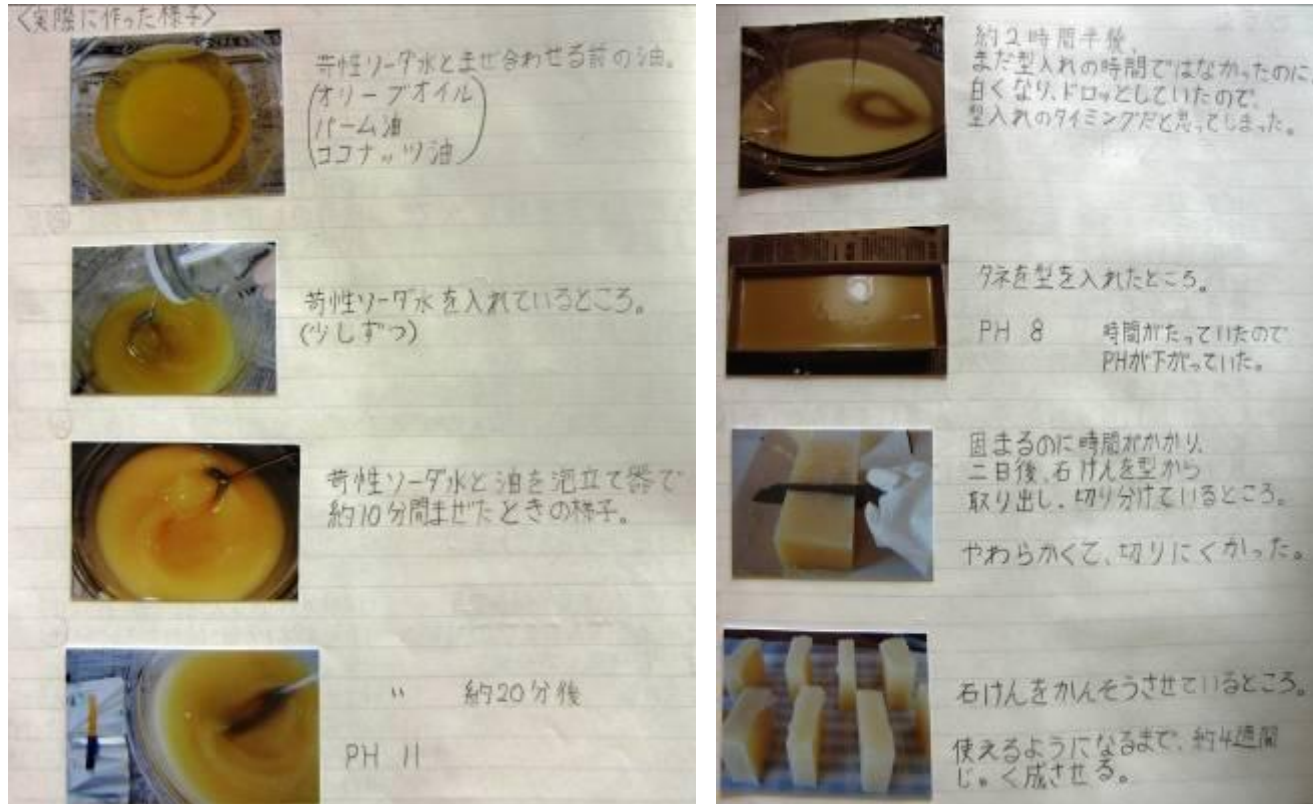 〈実際に作った様子〉
苛性ソーダ水とまぜ合わせる前の油。
(オリーブオイル
パーム油
ココナッツ油)
苛性ソーダ水を入れているところ。
(少しずつ)
苛性ソーダ水と油を泡立て器で
約10分間まぜたときの様子。
〃 約20分後
PH 11
約2時間半後、
まだ型入れの時間ではなかったのに、
白くなり、ドロッとしていたので、
型入れのタイミングだと思ってしまった。
タネを型を入れたところ。
PH 8 時間がたっていたので
PHが下がっていた。
固まるのに時間がかかり、
二日後、石けんを型から
取り出し、切り分けているところ。
やわらかくて、切りにくかった。
石けんをかんそうさせているところ。
使えるようになるまで、約4週間
じゅく成させる。